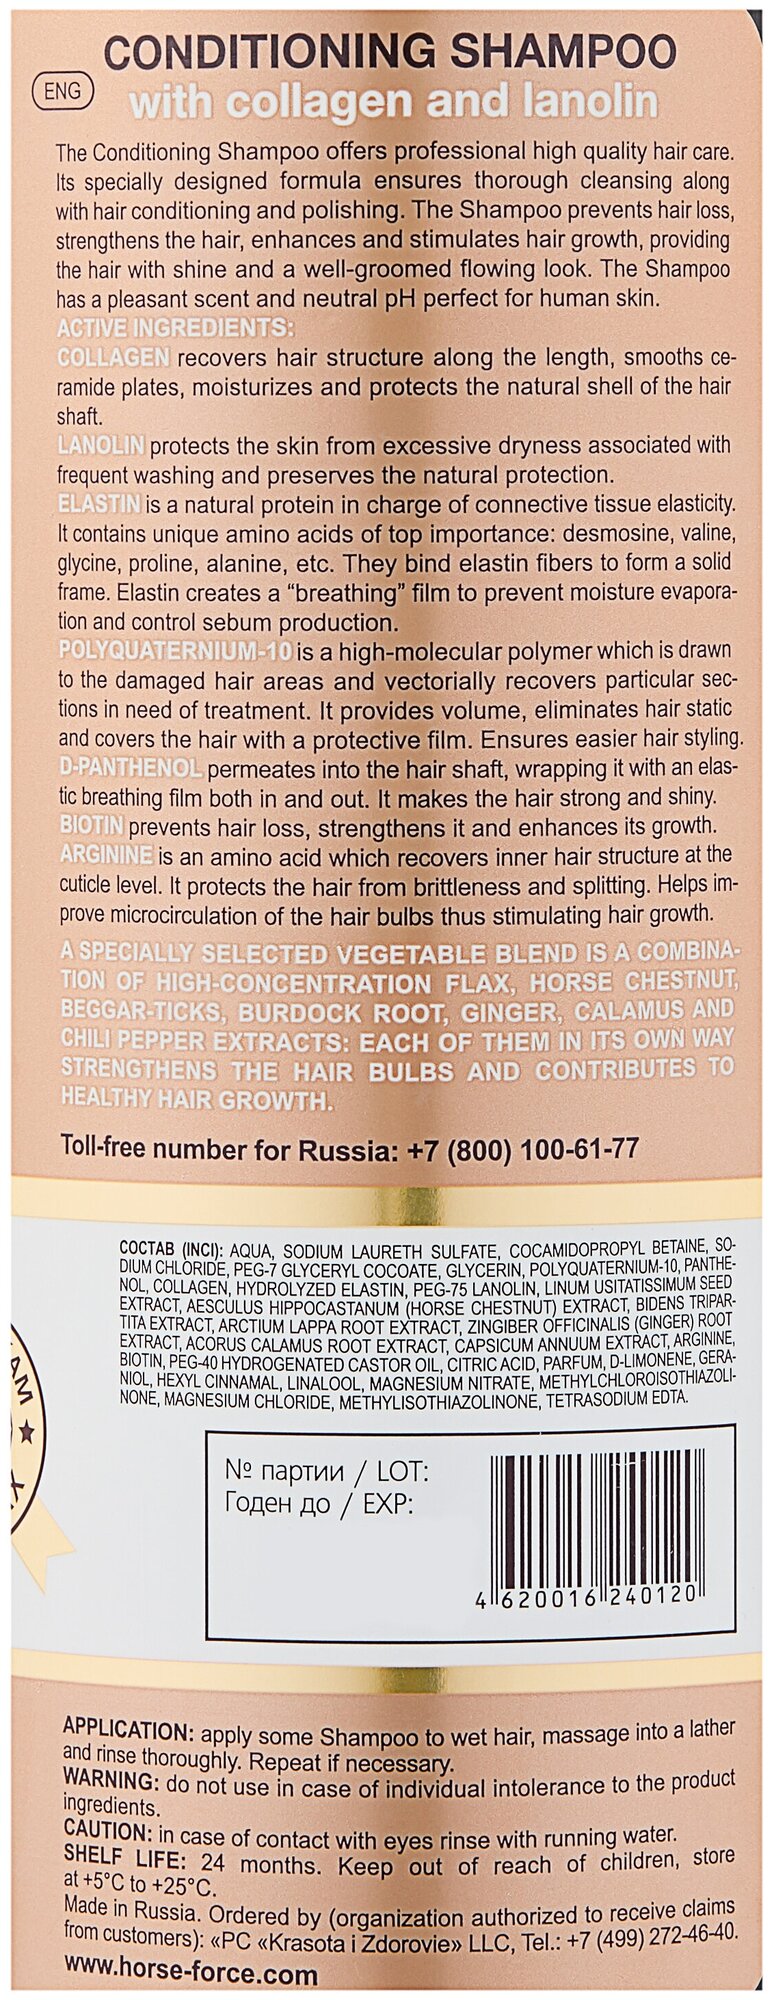 CONDITIONING SHAMPOO
ENG
with collagen and lanolin
The Conditioning Shampoo offers professional high quality hair care.
Its specially designed formula ensures thorough cleansing along
with hair conditioning and polishing. The Shampoo prevents hair loss,
strengthens the hair, enhances and stimulates hair growth, providing
the hair with shine and a well-groomed flowing look. The Shampoo
has a pleasant scent and neutral pH perfect for human skin.
ACTIVE INGREDIENTS:
COLLAGEN recovers hair structure along the length, smooths ce-
ramide plates, moisturizes and protects the natural shell of the hair
shaft.
LANOLIN protects the skin from excessive dryness associated with
frequent washing and preserves the natural protection.
ELASTIN is a natural protein in charge of connective tissue elasticity.
It contains unique amino acids of top importance: desmosine, valine,
glycine, proline, alanine, etc. They bind elastin fibers to form a solid
frame. Elastin creates a “breathing” film to prevent moisture evapora-
tion and control sebum production.
POLYQUATERNIUM-10 is a high-molecular polymer which is drawn
to the damaged hair areas and vectorially recovers particular sec-
tions in need of treatment. It provides volume, eliminates hair static
and covers the hair with a protective film. Ensures easier hair styling.
D-PANTHENOL permeates into the hair shaft, wrapping it with an elas-
tic breathing film both in and out. It makes the hair strong and shiny.
BIOTIN prevents hair loss, strengthens it and enhances its growth.
ARGININE is an amino acid which recovers inner hair structure at the
cuticle level. It protects the hair from brittleness and splitting. Helps im-
prove microcirculation of the hair bulbs thus stimulating hair growth.
A SPECIALLY SELECTED VEGETABLE BLEND IS A COMBINA-
TION OF HIGH-CONCENTRATION FLAX, HORSE CHESTNUT,
BEGGAR-TICKS, BURDOCK ROOT, GINGER, CALAMUS AND
CHILI PEPPER EXTRACTS: EACH OF THEM IN ITS OWN WAY
STRENGTHENS THE HAIR BULBS AND CONTRIBUTES TO
HEALTHY HAIR GROWTH.
Toll-free number for Russia: +7 (800) 100-61-77
СОСТАВ (INCI): AQUA, SODIUM LAURETH SULFATE, COCAMIDOPROPYL BETAINE, SO-
DIUM CHLORIDE, PEG-7 GLYCERYL COCOATE, GLYCERIN, POLYQUATERNIUM-10, PANTHE-
NOL, COLLAGEN, HYDROLYZED ELASTIN, PEG-75 LANOLIN, LINUM USITATISSIMUM SEED
EXTRACT, AESCULUS HIPPOCASTANUM (HORSE CHESTNUT) EXTRACT, BIDENS TRIPAR-
TITA EXTRACT, ARCTIUM LAPPA ROOT EXTRACT, ZINGIBER OFFICINALIS (GINGER) ROOT
EXTRACT, ACORUS CALAMUS ROOT EXTRACT, CAPSICUM ANNUUM EXTRACT, ARGININE,
BIOTIN, PEG-40 HYDROGENATED CASTOR OIL, CITRIC ACID, PARFUM, D-LIMONENE, GERA-
NIOL, HEXYL CINNAMAL, LINALOOL, MAGNESIUM NITRATE, METHYLCHLOROISOTHIAZOLI-
NONE, MAGNESIUM CHLORIDE, METHYLISOTHIAZOLINONE, TETRASODIUM EDTA.
№ партии / LOT:
Годен до / EXP:
4 620016 240120
APPLICATION: apply some Shampoo to wet hair, massage into a lather
and rinse thoroughly. Repeat if necessary.
WARNING: do not use in case of individual intolerance to the product
ingredients.
CAUTION: in case of contact with eyes rinse with running water.
SHELF LIFE: 24 months. Keep out of reach of children, store
at +5°C to +25°C.
Made in Russia. Ordered by (organization authorized to receive claims
from customers): «PC «Krasota i Zdorovie» LLC, Tel.: +7 (499) 272-46-40.
www.horse-force.com